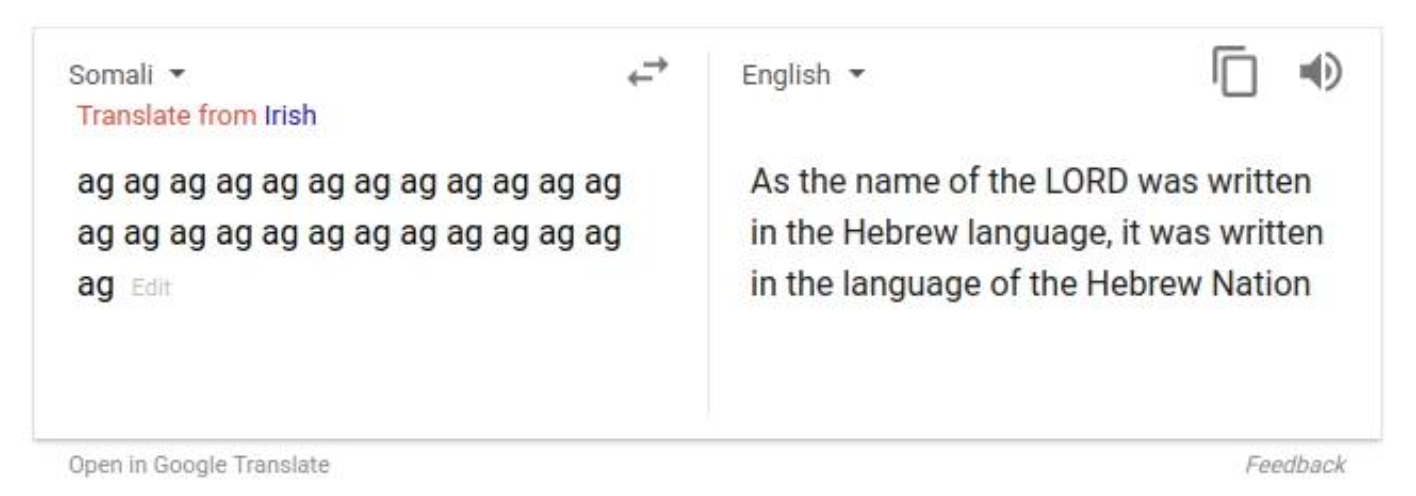 Somali English
Translate from Irish
ag ag ag ag ag ag ag ag ag ag ag ag
ag ag ag ag ag ag ag ag ag ag ag ag
ag Edit
As the name of the LORD was written
in the Hebrew language, it was written
in the language of the Hebrew Nation
Open in Google Translate Feedback